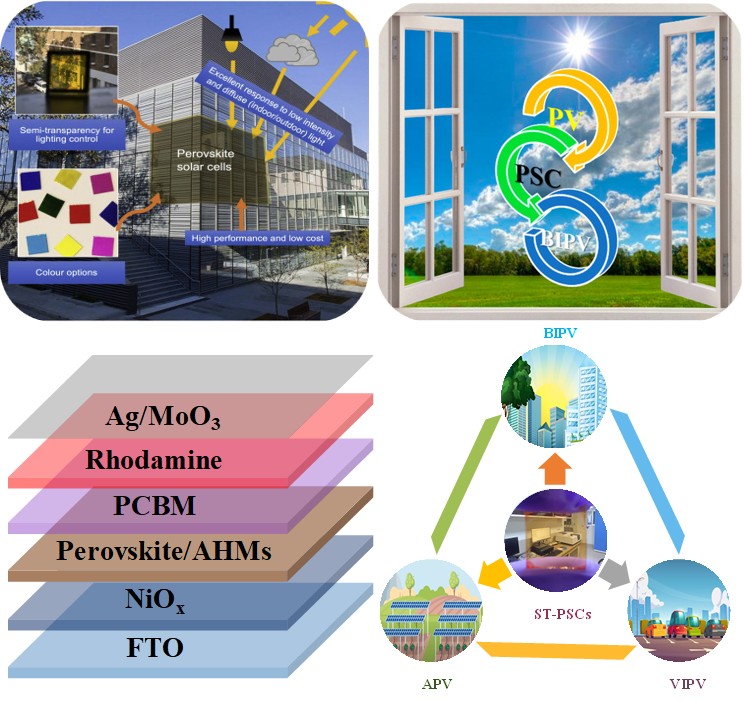 Semi-transparency for
lighting control
Excellent response to low intensity
and diffuse (indoor/outdoor)
light
Perovskite
solar cells
High performance and low cost
Colour options
PV
PSC
BIPV
Ag/MoO₃
Rhodamine
PCBM
Perovskite/AHMs
NiOₓ
FTO
BIPV
ST-PSCs
APV
VIPV